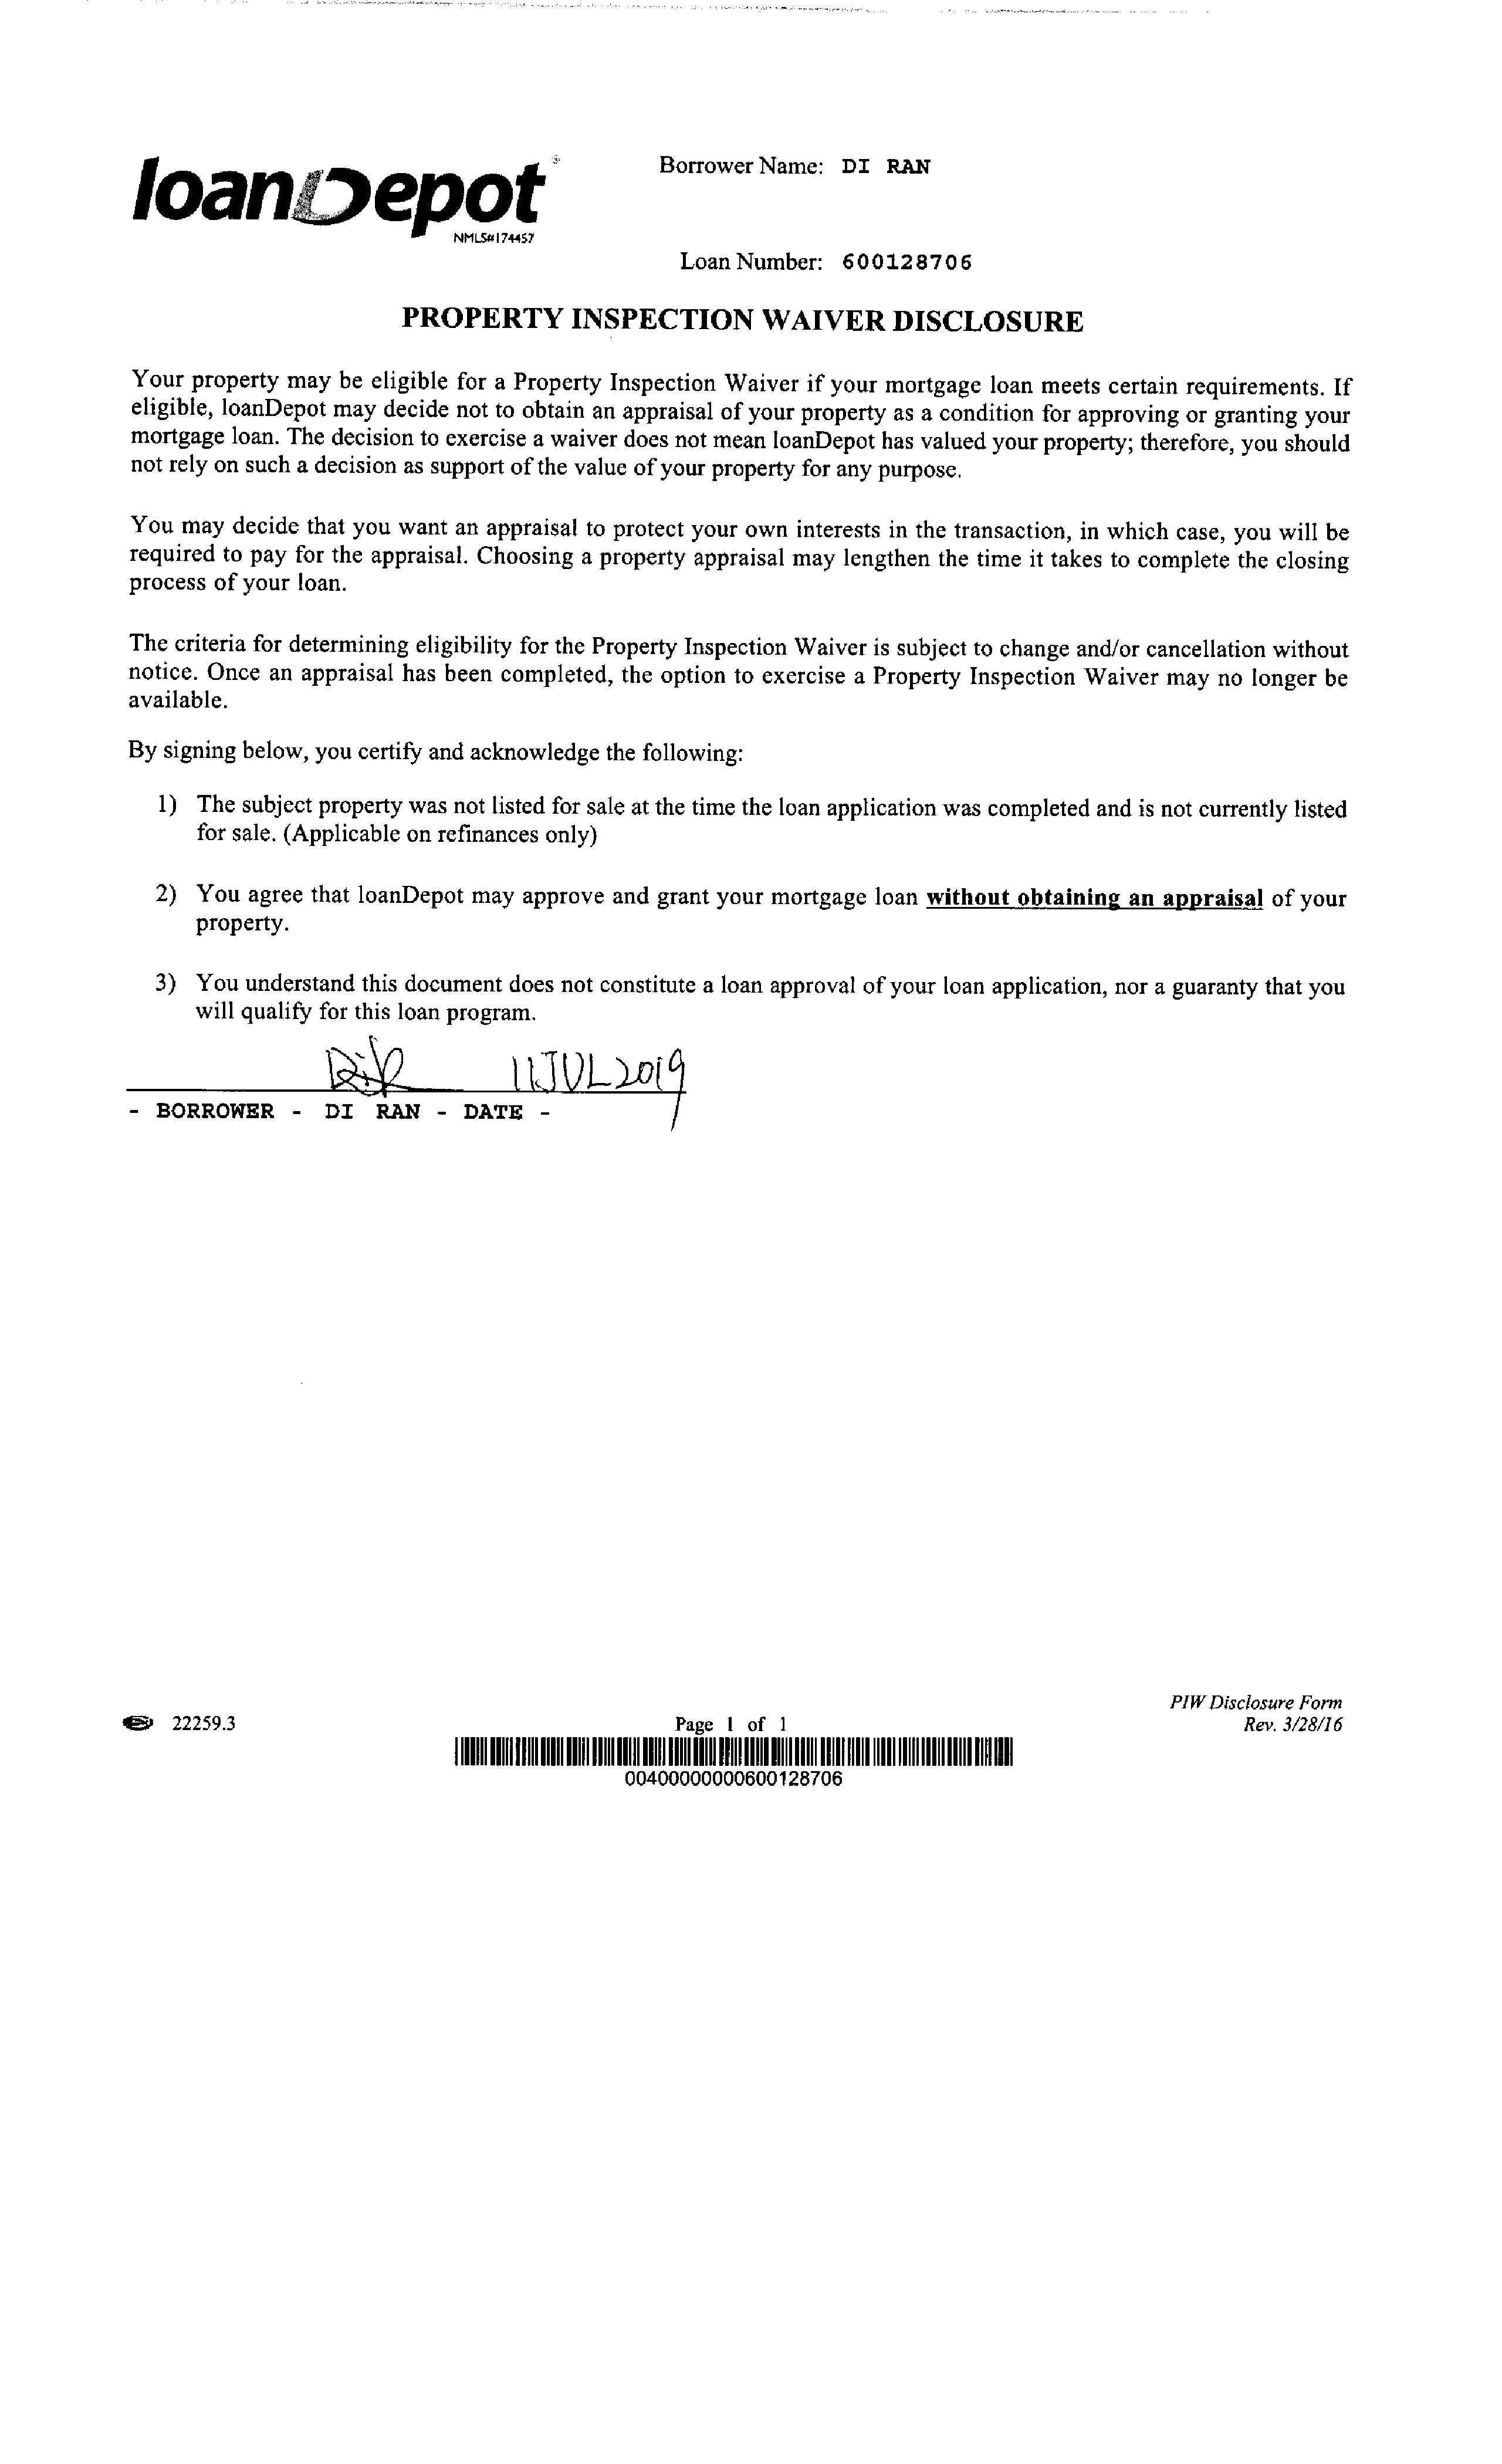 loanDepot
NMLS#174457
Borrower Name: DI RAN
Loan Number: 600128706
PROPERTY INSPECTION WAIVER DISCLOSURE
Your property may be eligible for a Property Inspection Waiver if your mortgage loan meets certain requirements. If
eligible, loanDepot may decide not to obtain an appraisal of your property as a condition for approving or granting your
mortgage loan. The decision to exercise a waiver does not mean loanDepot has valued your property; therefore, you should
not rely on such a decision as support of the value of your property for any purpose.
You may decide that you want an appraisal to protect your own interests in the transaction, in which case, you will be
required to pay for the appraisal. Choosing a property appraisal may lengthen the time it takes to complete the closing
process of your loan.
The criteria for determining eligibility for the Property Inspection Waiver is subject to change and/or cancellation without
notice. Once an appraisal has been completed, the option to exercise a Property Inspection Waiver may no longer be
available.
By signing below, you certify and acknowledge the following:
1) The subject property was not listed for sale at the time the loan application was completed and is not currently listed
for sale. (Applicable on refinances only)
2) You agree that loanDepot may approve and grant your mortgage loan without obtaining an appraisal of your
property.
3) You understand this document does not constitute a loan approval of your loan application, nor a guaranty that you
will qualify for this loan program.
11JUL2019
- BORROWER - DI RAN - DATE -
PIW Disclosure Form
22259.3 Page 1 of 1 Rev. 3/28/16
00400000000600128706